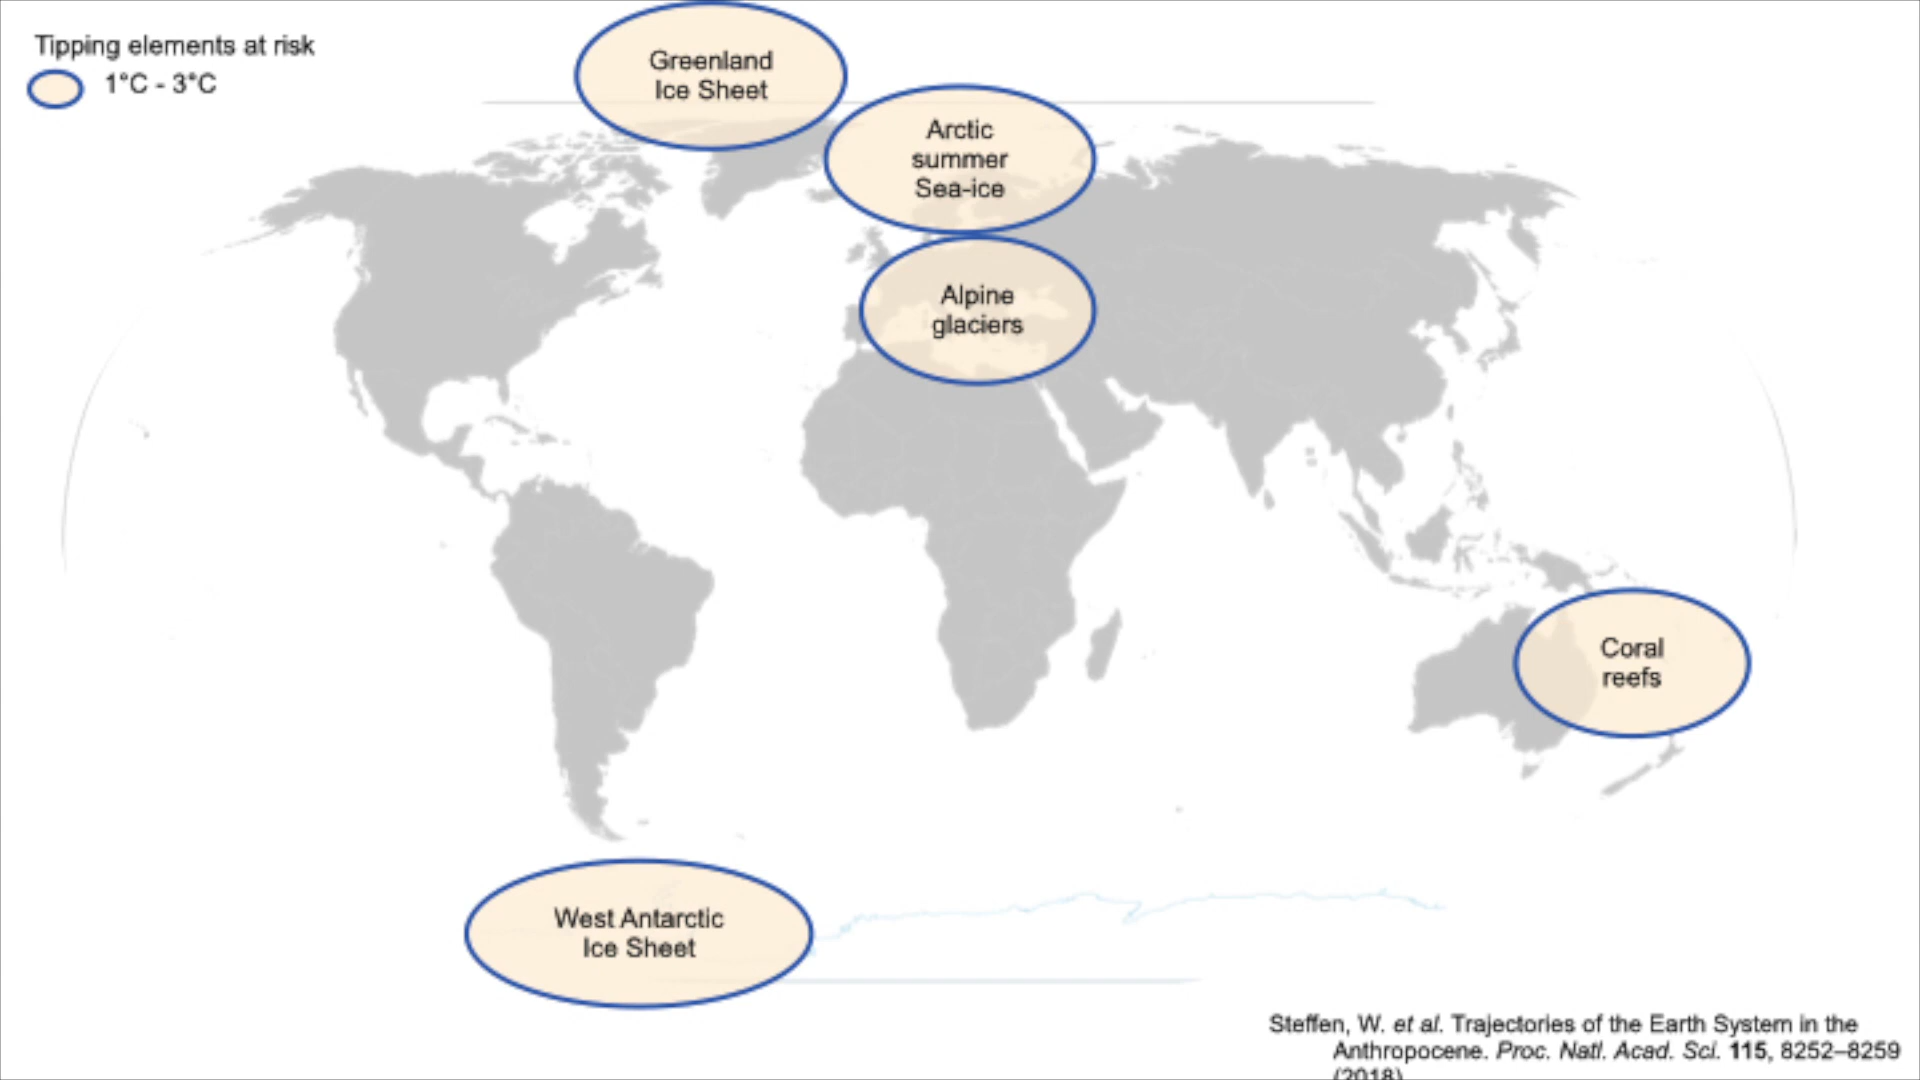 Tipping elements at risk
1°C - 3°C
Greenland
Ice Sheet
Arctic
summer
Sea-ice
Alpine
glaciers
Coral
reefs
West Antarctic
Ice Sheet
Steffen, W. et al. Trajectories of the Earth System in the
Anthropocene. Proc. Natl. Acad. Sci. 115, 8252–8259
(2018)